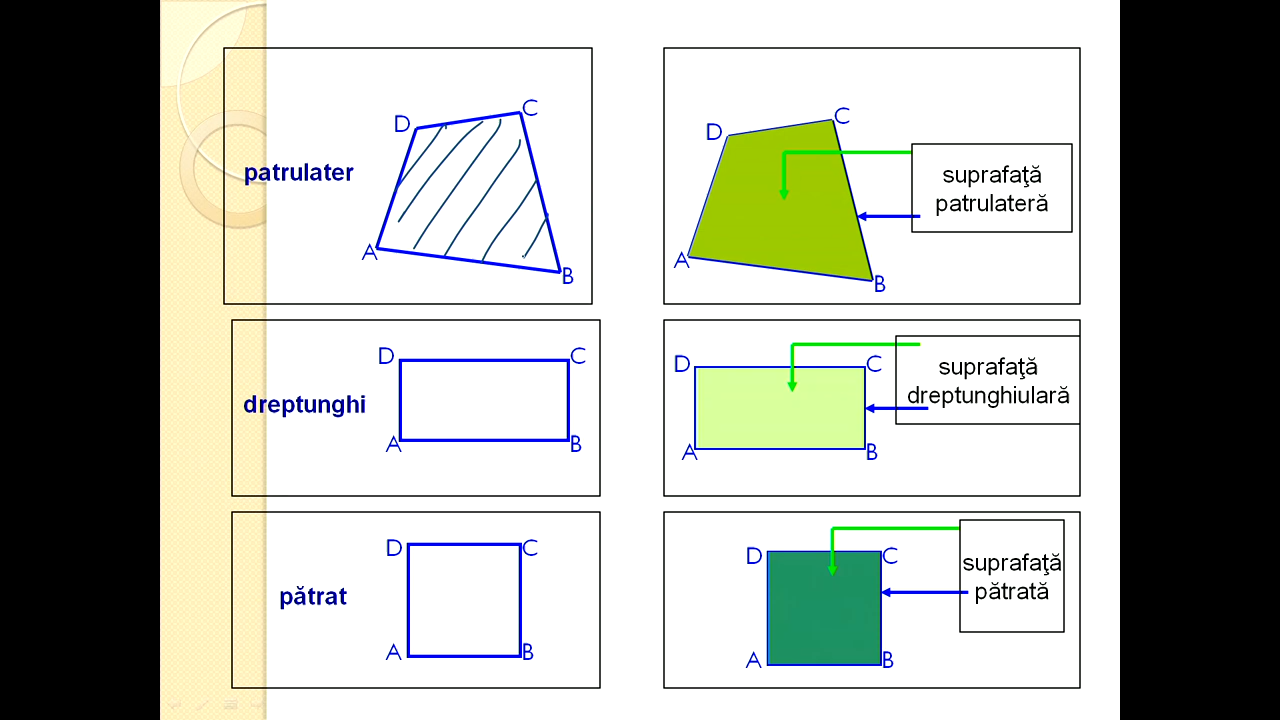 patrulater
D
C
A
B
D
C
A
B
suprafaţă
patrulateră
dreptunghi
D
C
A
B
D
C
A
B
suprafaţă
dreptunghiulară
pătrat
D
C
A
B
D
C
A
B
suprafaţă
pătrată